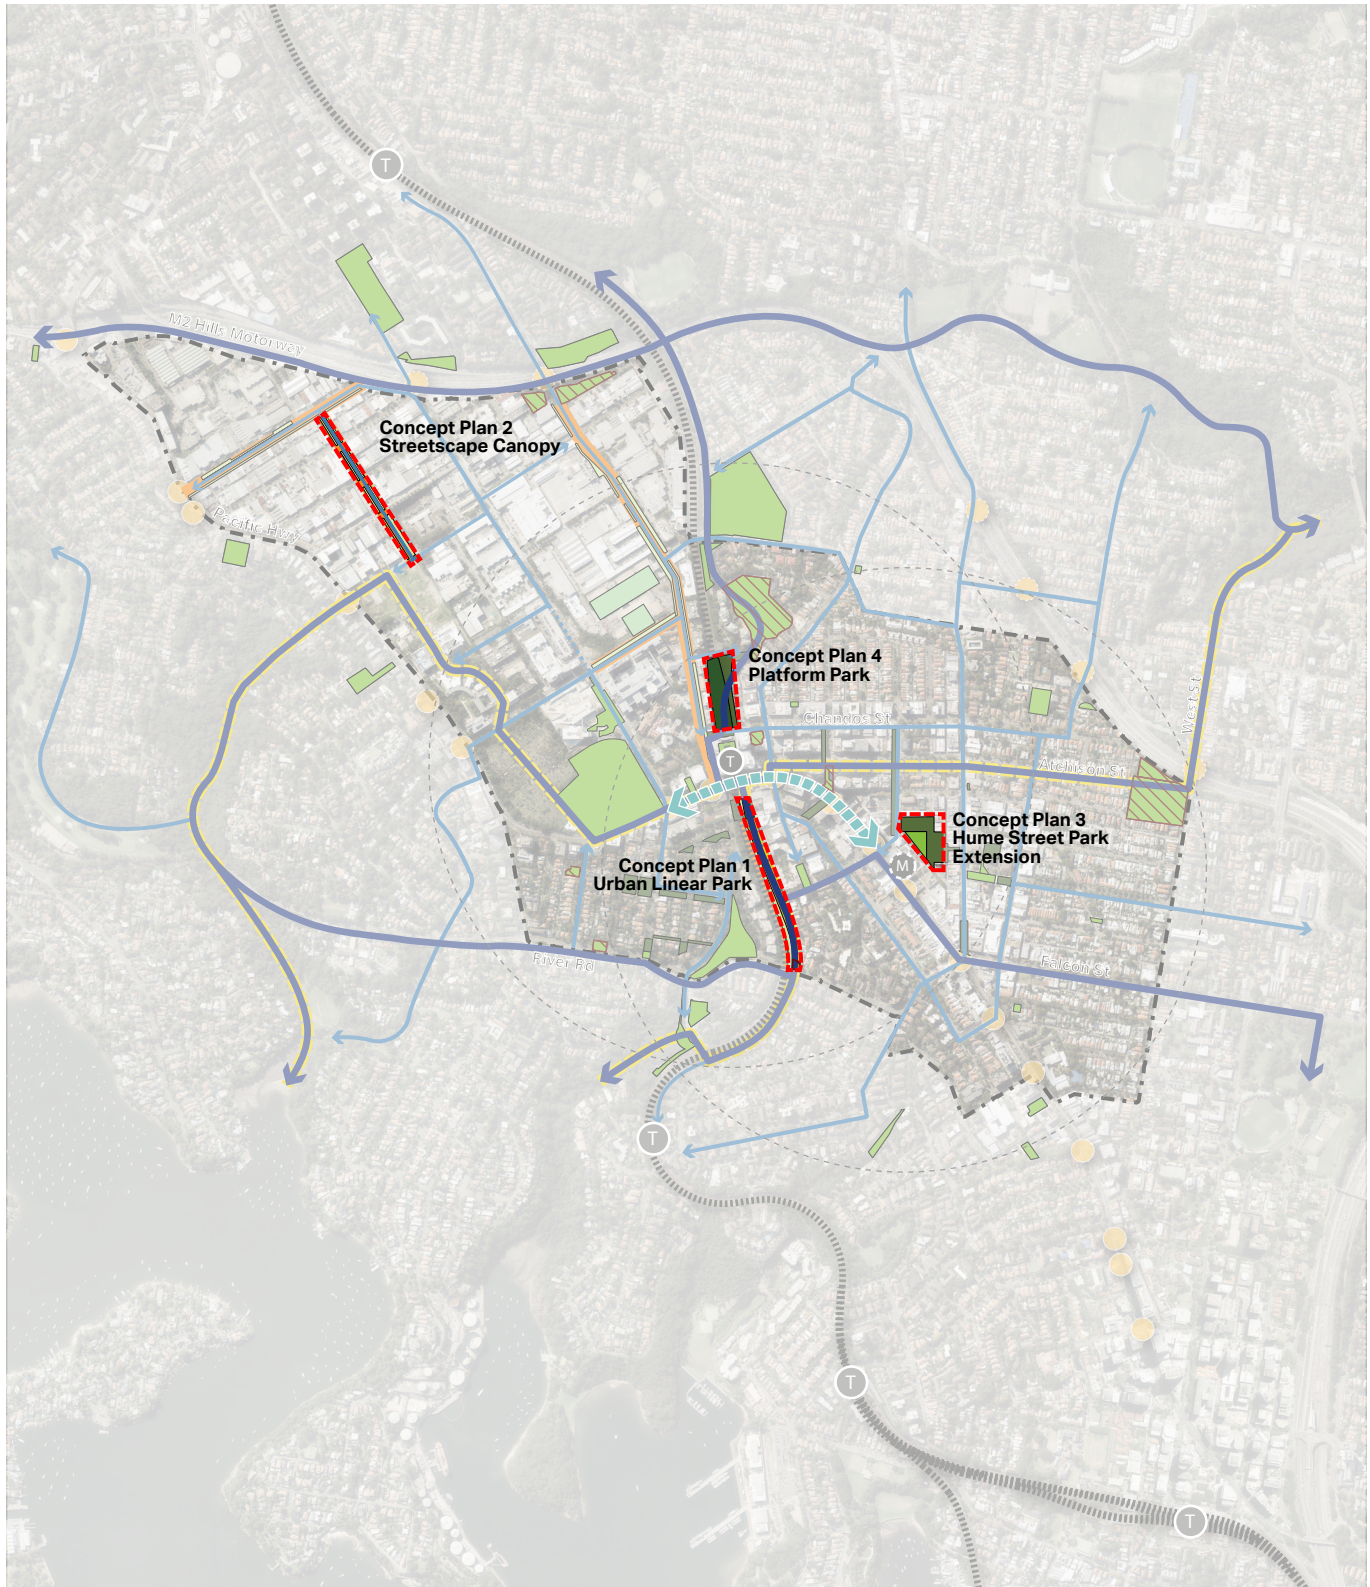 T
M2 Hills Motorway
Concept Plan 2
Streetscape Canopy
Pacific Hwy
Concept Plan 4
Platform Park
West St
Chandos St
T
Atchison St
Concept Plan 3
Hume Street Park
Extension
Concept Plan 1
Urban Linear Park
M
River Rd
Falcon St
T
T
T